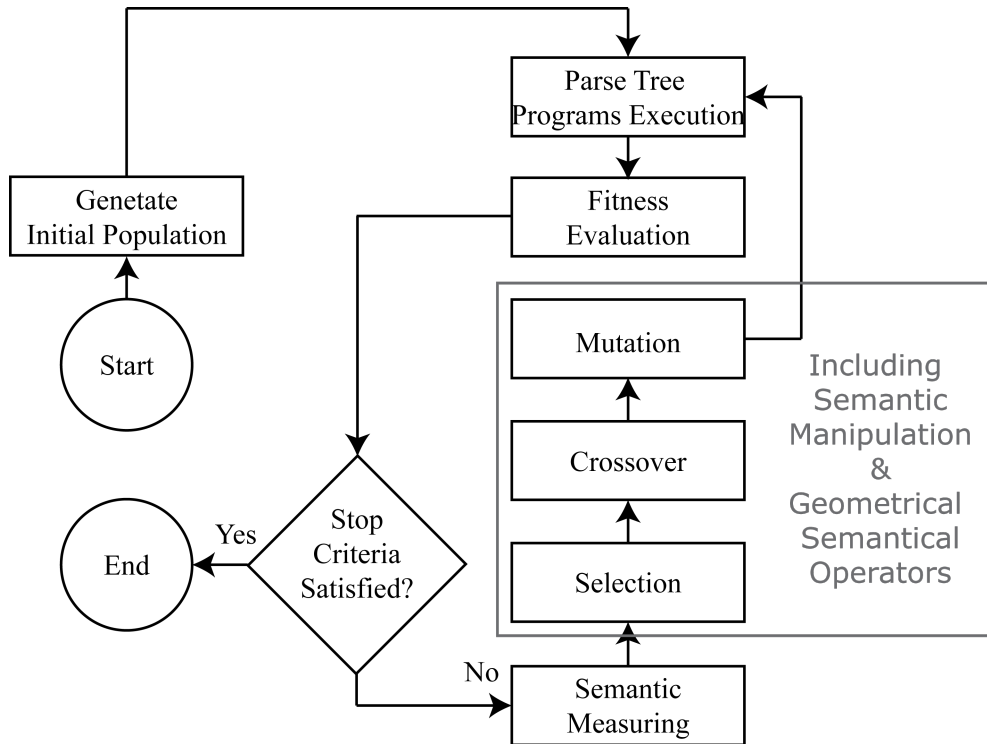 Parse Tree
Programs Execution
Genetate
Initial Population
Fitness
Evaluation
Start
Mutation
Including
Semantic
Manipulation
&
Geometrical
Semantical
Operators
Crossover
Selection
Stop
Criteria
Satisfied?
Yes
End
No
Semantic
Measuring